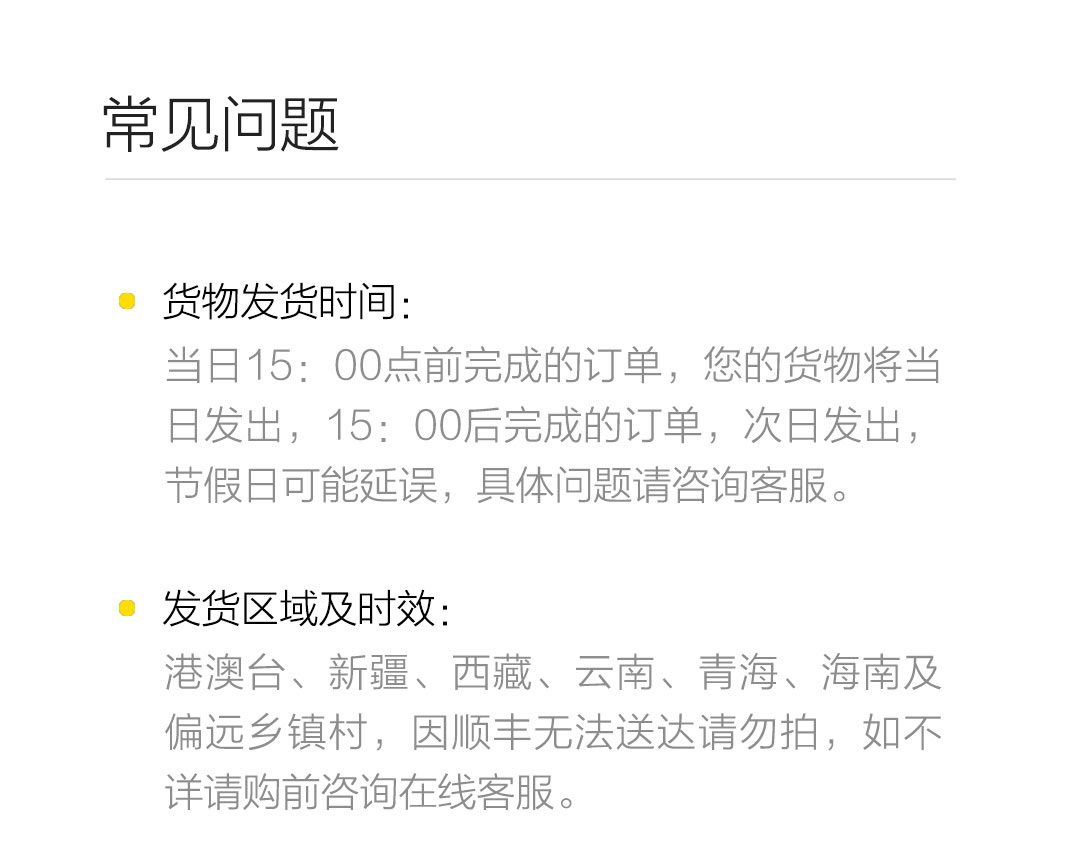 常见问题
货物发货时间：
当日15：00点前完成的订单，您的货物将当
日发出，15：00后完成的订单，次日发出，
节假日可能延误，具体问题请咨询客服。
发货区域及时效：
港澳台、新疆、西藏、云南、青海、海南及
偏远乡镇村，因顺丰无法送达请勿拍，如不
详请购前咨询在线客服。